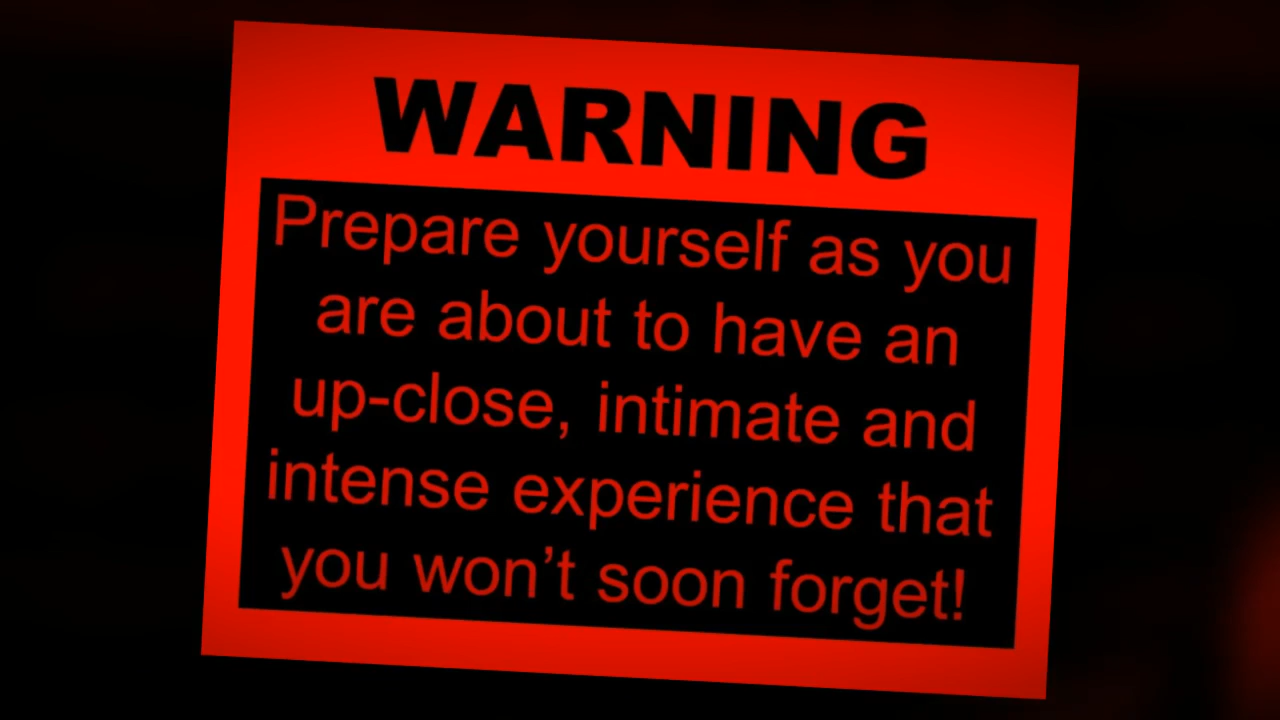 WARNING
Prepare yourself as you
are about to have an
up-close, intimate and
intense experience that
you won’t soon forget!